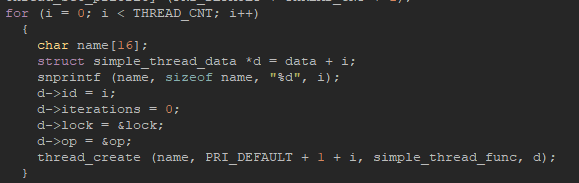 for (i = 0; i < THREAD_CNT; i++)
{
char name[16];
struct simple_thread_data *d = data + i;
snprintf (name, sizeof name, "%d", i);
d->id = i;
d->iterations = 0;
d->lock = &lock;
d->op = &op;
thread_create (name, PRI_DEFAULT + 1 + i, simple_thread_func, d);
}